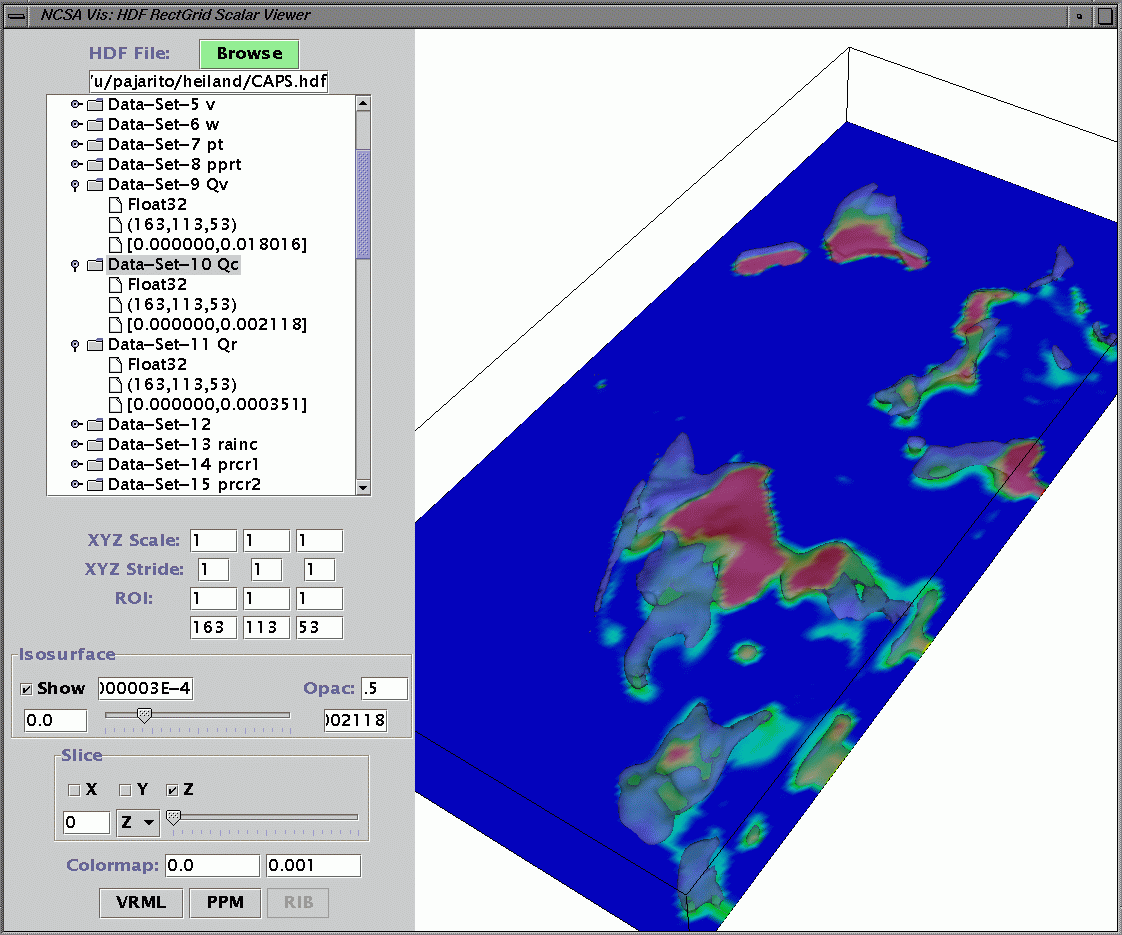 NCSA Vis: HDF RectGrid Scalar Viewer
HDF File: Browse
/u/pajarito/heiland/CAPS.hdf
Data-Set-5 v
Data-Set-6 w
Data-Set-7 pt
Data-Set-8 pprt
Data-Set-9 Qv
Float32
(163,113,53)
[0.000000,0.018016]
Data-Set-10 Qc
Float32
(163,113,53)
[0.000000,0.002118]
Data-Set-11 Qr
Float32
(163,113,53)
[0.000000,0.000351]
Data-Set-12
Data-Set-13 rainc
Data-Set-14 prcr1
Data-Set-15 prcr2
XYZ Scale: 1 1 1
XYZ Stride: 1 1 1
ROI: 1 1 1
163 113 53
Isosurface
Show 000003E-4 Opac: .5
0.0 002118
Slice
X Y Z
0 Z
Colormap: 0.0 0.001
VRML PPM RIB